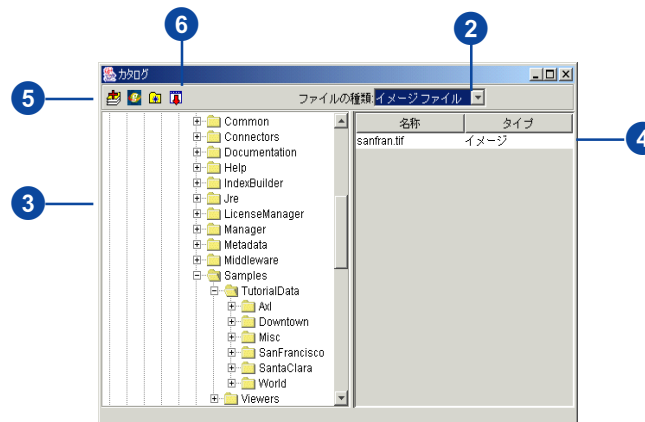 6
2
カタログ
5
ファイルの種類: イメージ ファイル
名称 タイプ
sanfran.tif イメージ
4
3
Common
Connectors
Documentation
Help
IndexBuilder
Jre
LicenseManager
Manager
Metadata
Middleware
Samples
TutorialData
Axl
Downtown
Misc
SanFrancisco
SantaClara
World
Viewers